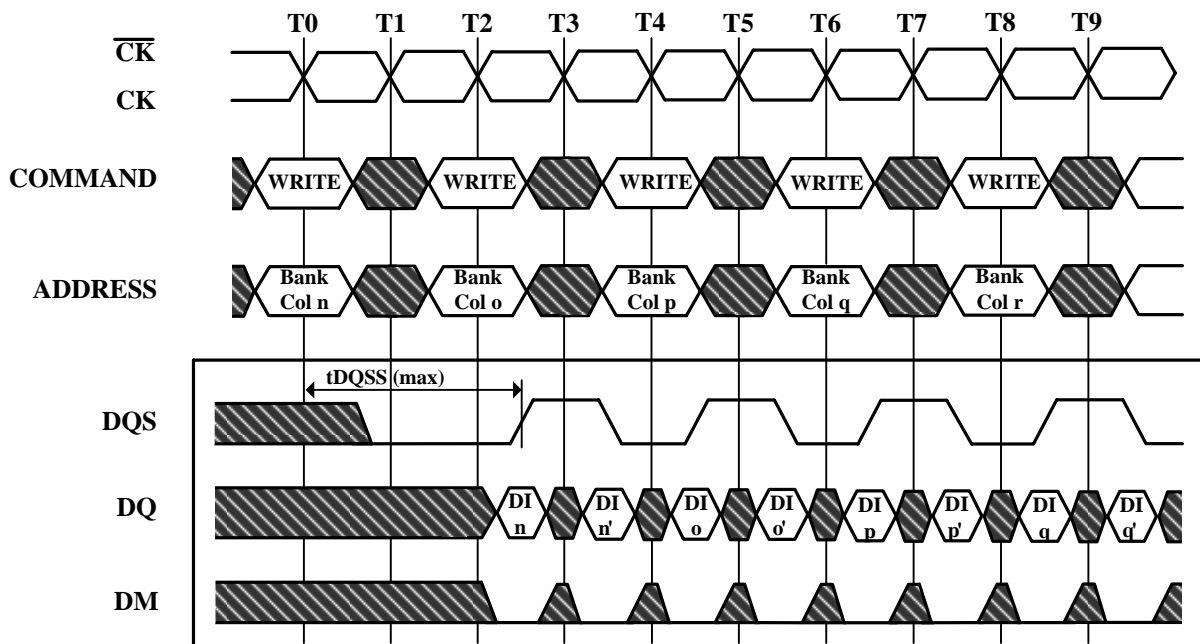 T0 T1 T2 T3 T4 T5 T6 T7 T8 T9
CK
CK
COMMAND WRITE WRITE WRITE WRITE WRITE
ADDRESS Bank Col n Bank Col o Bank Col p Bank Col q Bank Col r
tDQSS (max)
DQS
DQ DI n DI n' DI o DI o' DI p DI p' DI q DI q'
DM